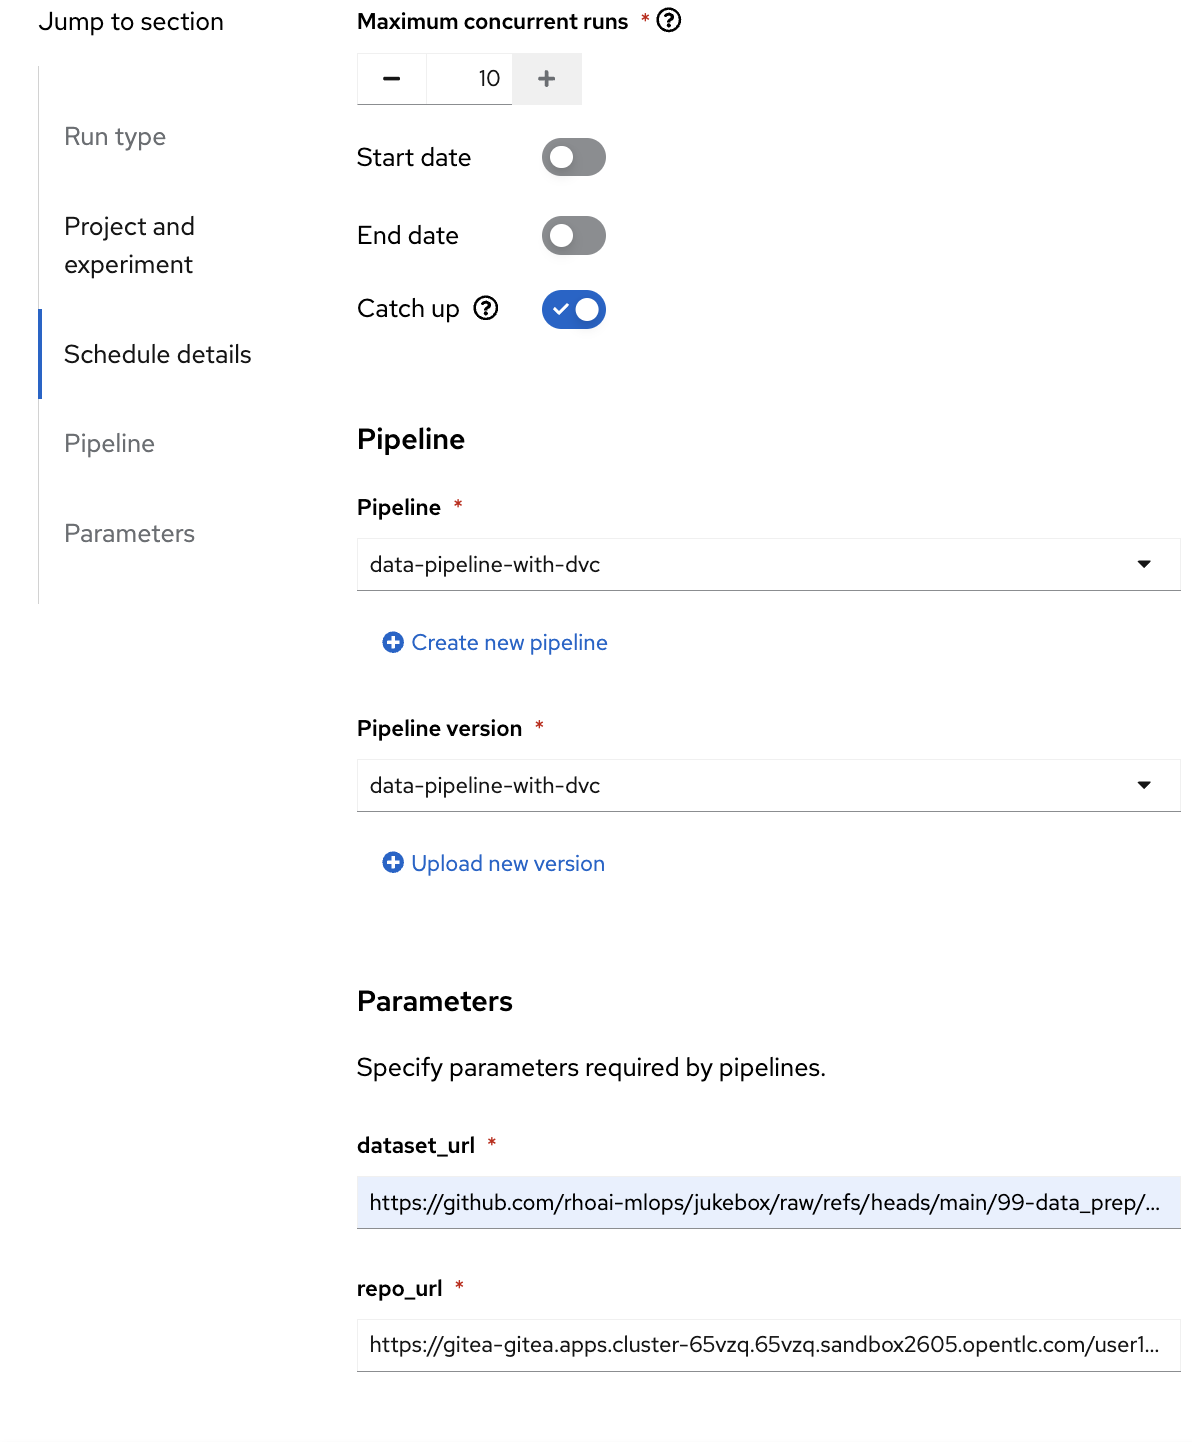 Jump to section
Run type
Project and
experiment
Schedule details
Pipeline
Parameters
Maximum concurrent runs *
10
Start date
End date
Catch up
Pipeline
Pipeline *
data-pipeline-with-dvc
Create new pipeline
Pipeline version *
data-pipeline-with-dvc
Upload new version
Parameters
Specify parameters required by pipelines.
dataset_url *
https://github.com/rhoai-mlops/jukebox/raw/refs/heads/main/99-data_prep/...
repo_url *
https://gitea-gitea.apps.cluster-65vzq.65vzq.sandbox2605.opentlc.com/user1...